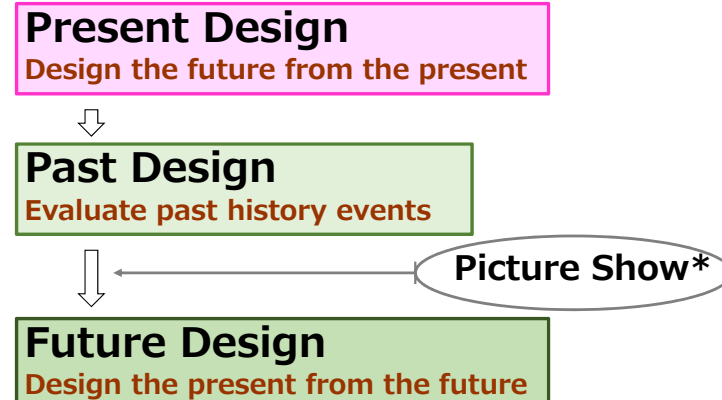 Present Design
Design the future from the present
Past Design
Evaluate past history events
Picture Show*
Future Design
Design the present from the future